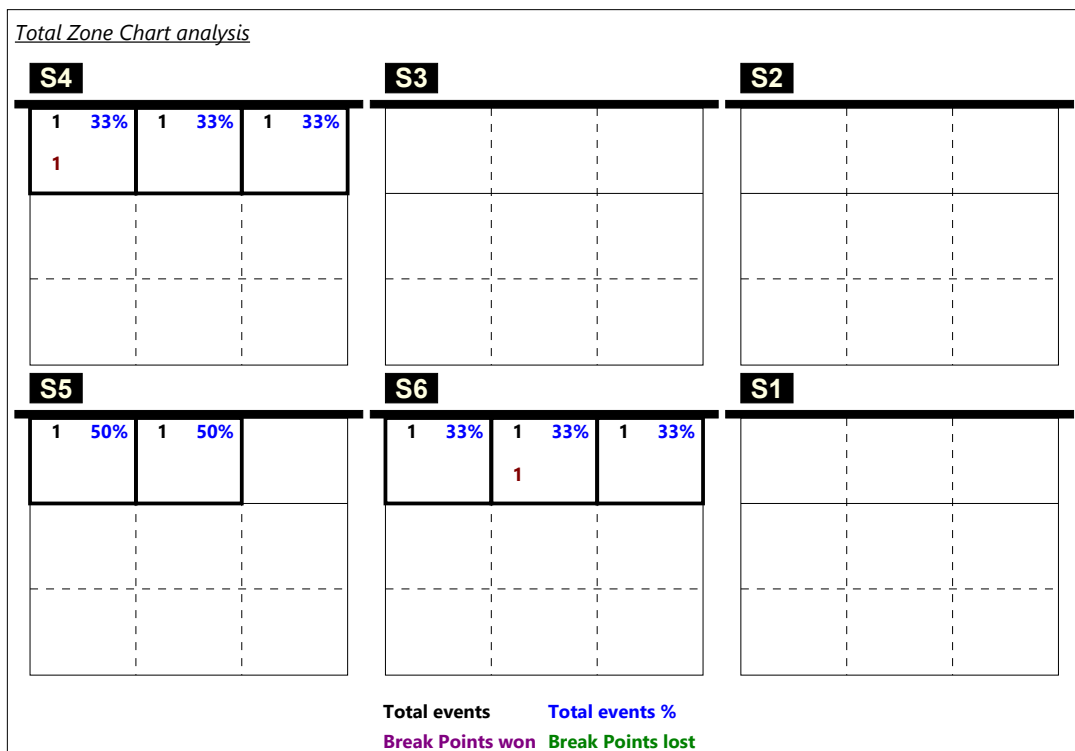 Total Zone Chart analysis
S4 S3 S2
1 33% 1 33% 1 33%
1
S5 S6 S1
1 50% 1 50% 1 33% 1 33% 1 33%
1
Total events Total events %
Break Points won Break Points lost